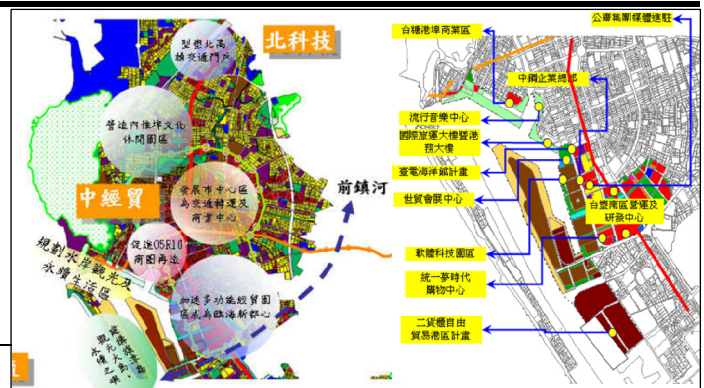 北科技
型塑北高
雄交通門戶
營造內惟埤文化
休閒園區
中經貿
發展市中心區
為交通轉運及
商業中心
前鎮河
促進O5R10
商圈再造
規劃水岸觀光及
水濱生活區
加速多功能經貿園
區成為臨海新都心
台糖港埠商業區
公廣集團媒體進駐
中鋼企業總部
流行音樂中心
國際旅運大樓暨港
務大樓
臺電海洋館計畫
世貿會展中心
台塑南區營運及
研發中心
軟體科技園區
統一夢時代
購物中心
二貨櫃自由
貿易港區計畫